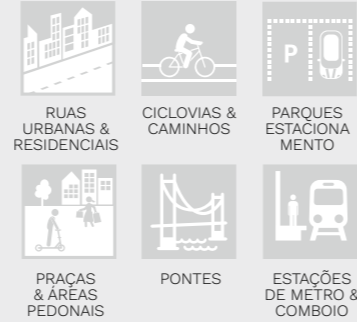 P
RUAS
URBANAS &
RESIDENCIAIS
CICLOVIAS &
CAMINHOS
PARQUES
ESTACIONA
MENTO
PRAÇAS
& ÁREAS
PEDONAIS
PONTES
ESTAÇÕES
DE METRO &
COMBOIO